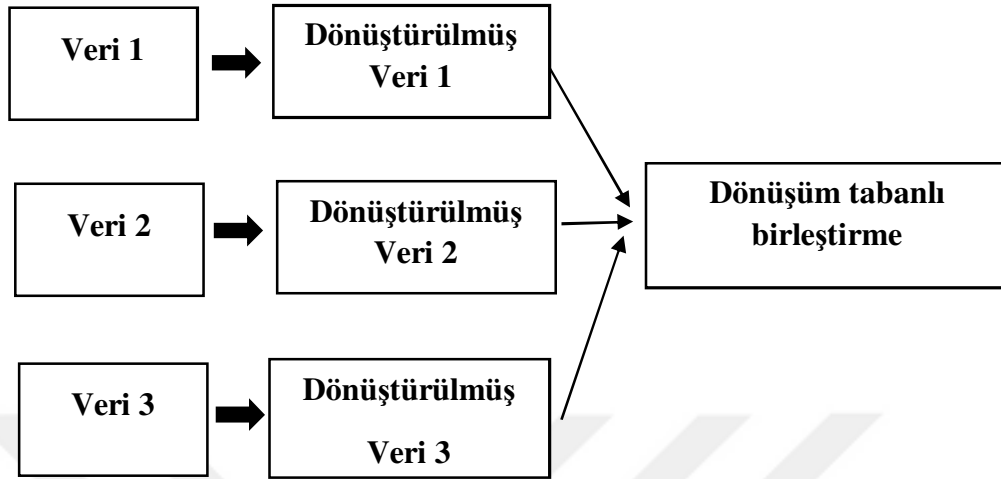 Veri 1
Dönüştürülmüş
Veri 1
Veri 2
Dönüştürülmüş
Veri 2
Veri 3
Dönüştürülmüş
Veri 3
Dönüşüm tabanlı
birleştirme